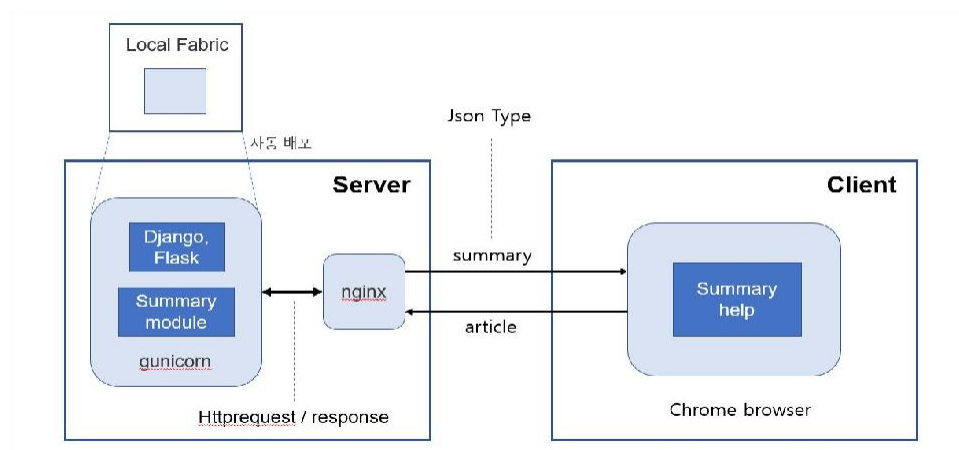 Local Fabric
자동 배포
Json Type
Server
Client
Django,
Flask
Summary
module
gunicorn
nginx
summary
article
Summary
help
Httprequest / response
Chrome browser